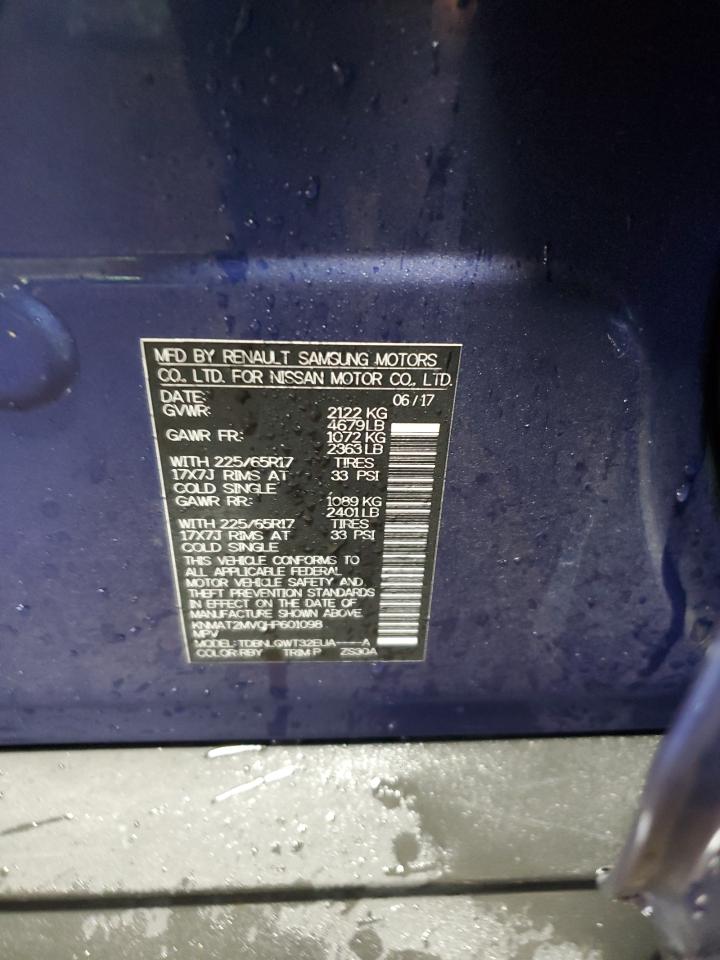 MFD BY RENAULT SAMSUNG MOTORS
CO., LTD. FOR NISSAN MOTOR CO., LTD.
DATE: 06/17
GVWR: 2122 KG
4679LB
GAWR FR: 1072 KG
2363 LB
WITH 225/65R17 TIRES
17X7J RIMS AT 33 PSI
COLD SINGLE
GAWR RR: 1089 KG
2401 LB
WITH 225/65R17 TIRES
17X7J RIMS AT 33 PSI
COLD SINGLE
THIS VEHICLE CONFORMS TO
ALL APPLICABLE FEDERAL
MOTOR VEHICLE SAFETY AND
THEFT PREVENTION STANDARDS
IN EFFECT ON THE DATE OF
MANUFACTURE SHOWN ABOVE.
KNMAT2MV0HP601098
MPV
MODEL: TDBNLGWT32EUA----A
COLOR:RBY TRIM:P ZS30A